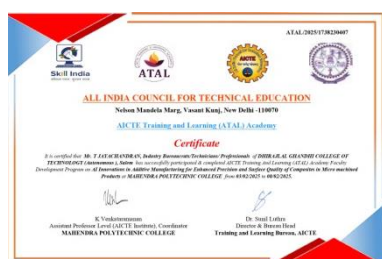 ATAL/2025/1738230407
Skill India
ATAL
AICTE
ALL INDIA COUNCIL FOR TECHNICAL EDUCATION
Nelson Mandela Marg, Vasant Kunj, New Delhi -110070
AICTE Training and Learning (ATAL) Academy
Certificate
It is certified that Mr. T JAYACHANDRAN, Industry Bureaucrats/Technicians/ Professionals of DHIRAJLAL GHANDHI COLLEGE OF
TECHNOLOGY (Autonomous), Salem has successfully participated & completed AICTE Training and Learning (ATAL) Academy Faculty
Development Program on AI Innovations in Additive Manufacturing for Enhanced Precision and Surface Quality of Composites in Micro-machined
Products at MAHENDRA POLYTECHNIC COLLEGE from 03/02/2025 to 08/02/2025.
K Venkatramanan
Assistant Professor Level (AICTE Institute), Coordinator
MAHENDRA POLYTECHNIC COLLEGE
Dr. Sunil Luthra
Director & Bureau Head
Training and Learning Bureau, AICTE